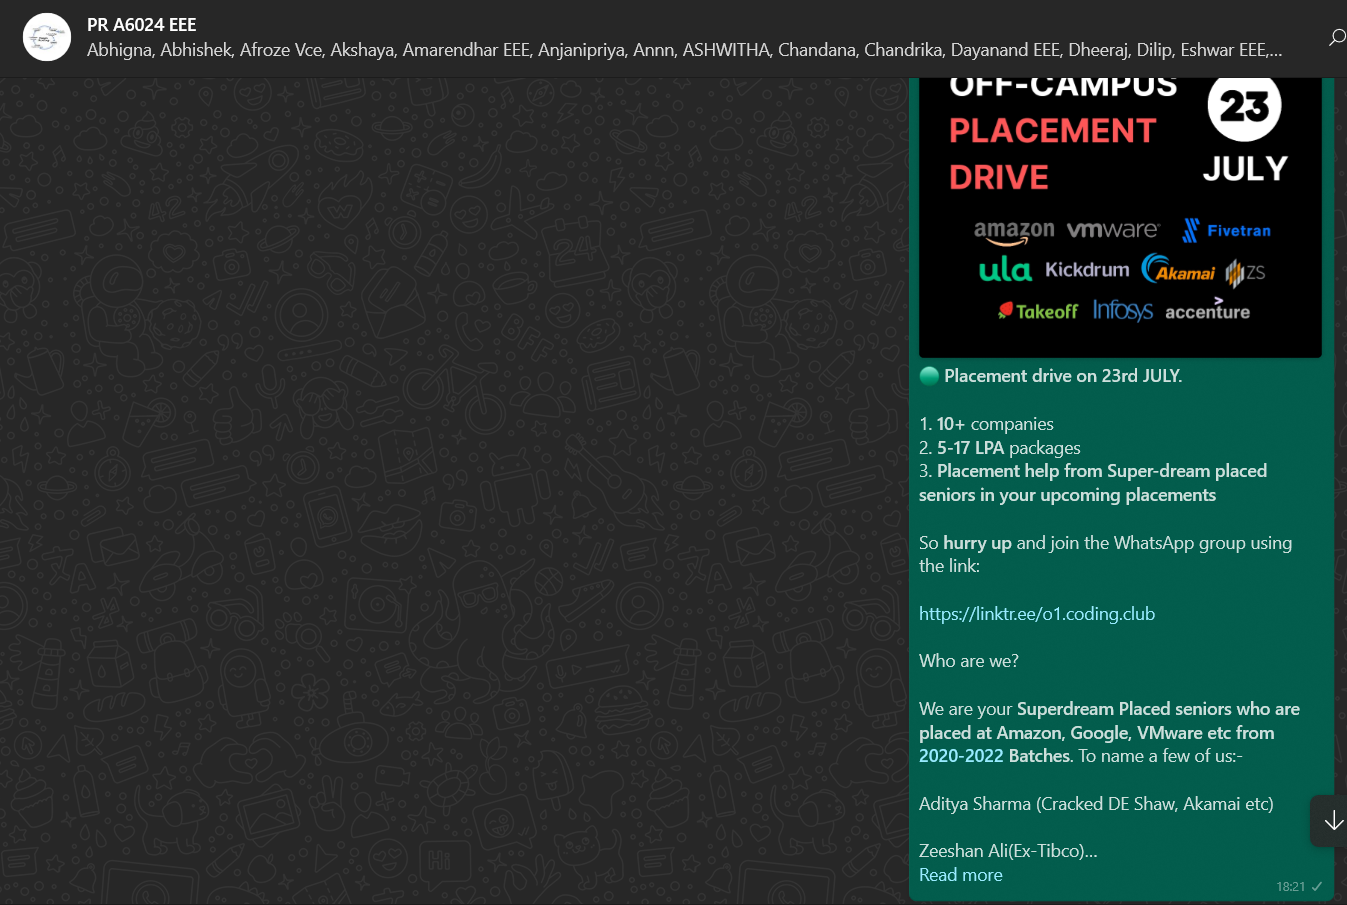 PR A6024 EEE
Abhigna, Abhishek, Afroze Vce, Akshaya, Amarendhar EEE, Anjanipriya, Annn, ASHWITHA, Chandana, Chandrika, Dayanand EEE, Dheeraj, Dilip, Eshwar EEE,...
OFF-CAMPUS
PLACEMENT
DRIVE
23
JULY
amazon vmware Fivetran
ula Kickdrum Akamai ZS
Takeoff Infosys accenture
Placement drive on 23rd JULY.
1. 10+ companies
2. 5-17 LPA packages
3. Placement help from Super-dream placed
seniors in your upcoming placements
So hurry up and join the WhatsApp group using
the link:
https://linktr.ee/o1.coding.club
Who are we?
We are your Superdream Placed seniors who are
placed at Amazon, Google, VMware etc from
2020-2022 Batches. To name a few of us:-
Aditya Sharma (Cracked DE Shaw, Akamai etc)
Zeeshan Ali(Ex-Tibco)...
Read more
18:21